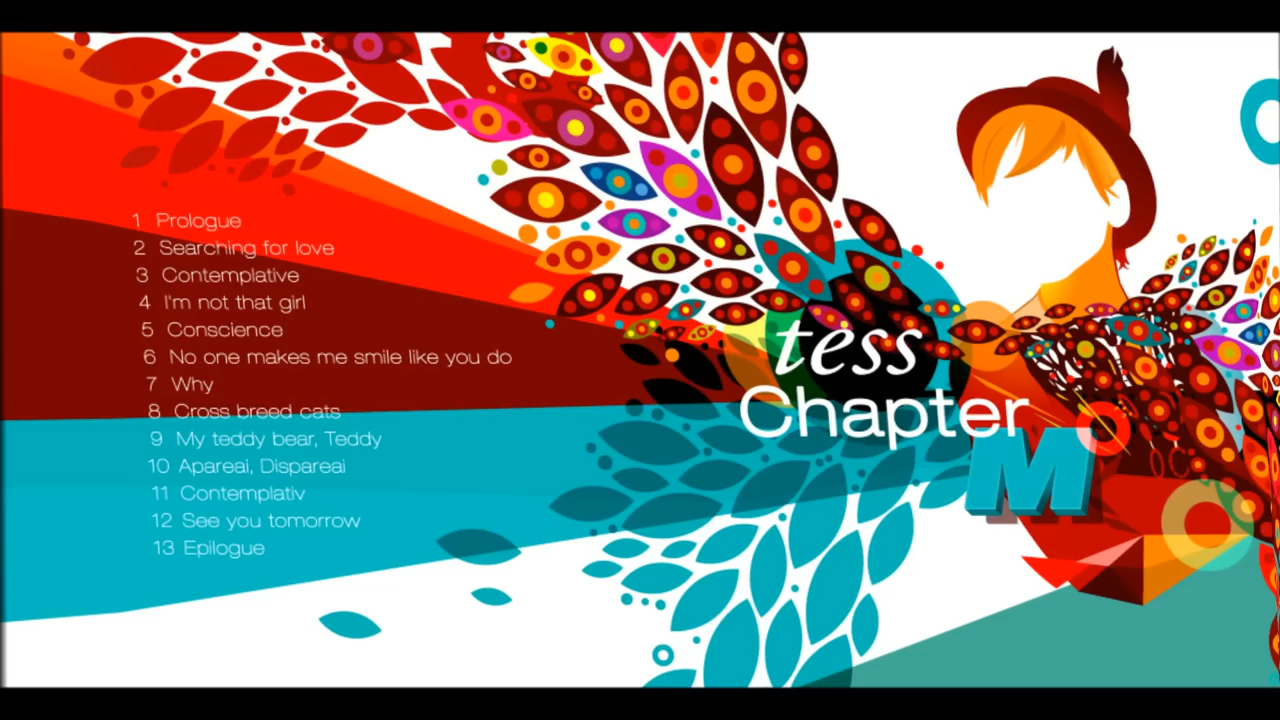 1 Prologue
2 Searching for love
3 Contemplative
4 I'm not that girl
5 Conscience
6 No one makes me smile like you do
7 Why
8 Cross breed cats
9 My teddy bear, Teddy
10 Apareai, Dispareai
11 Contemplativ
12 See you tomorrow
13 Epilogue
tess
Chapter
M